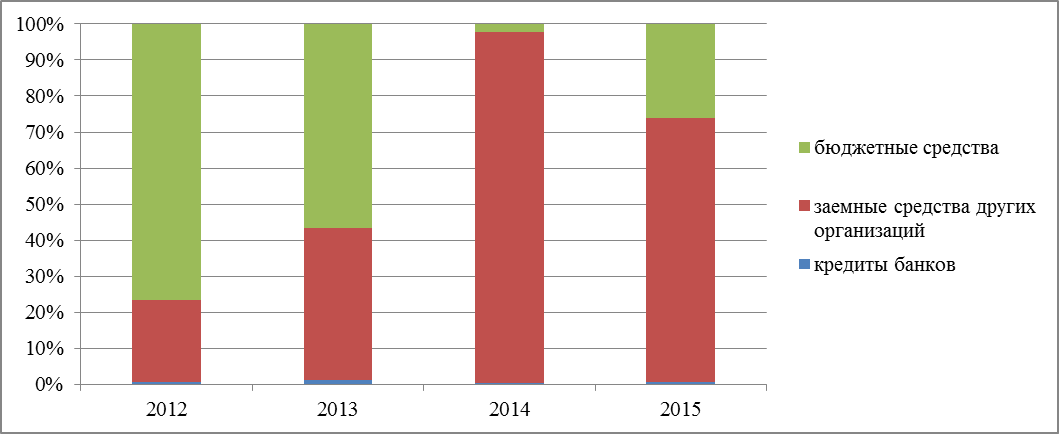 100%
90%
80%
70%
60%
50%
40%
30%
20%
10%
0%
2012 2013 2014 2015
бюджетные средства
заемные средства других
организаций
кредиты банков